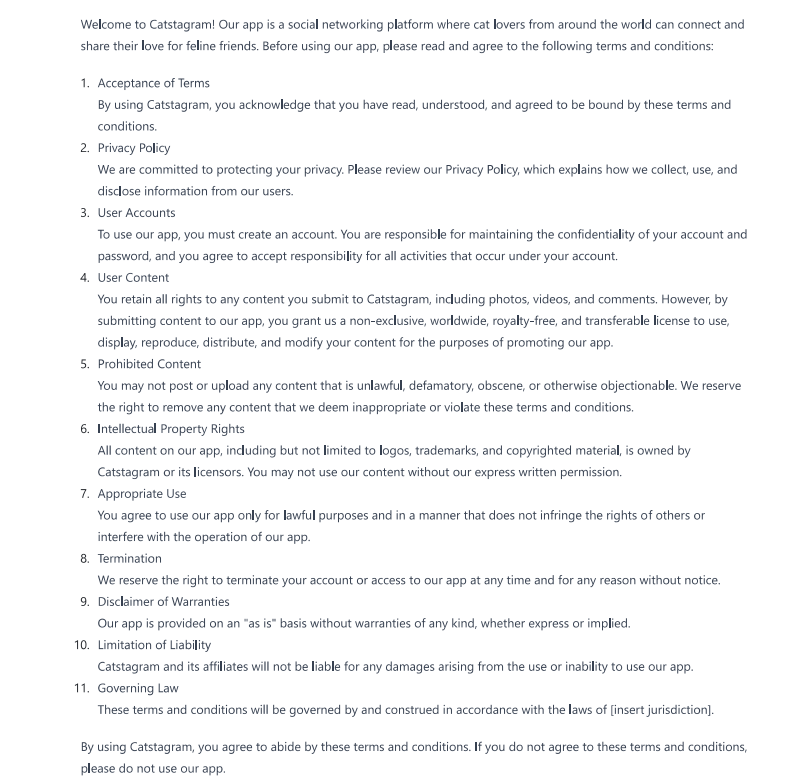 Welcome to Catstagram! Our app is a social networking platform where cat lovers from around the world can connect and
share their love for feline friends. Before using our app, please read and agree to the following terms and conditions:
1. Acceptance of Terms
By using Catstagram, you acknowledge that you have read, understood, and agreed to be bound by these terms and
conditions.
2. Privacy Policy
We are committed to protecting your privacy. Please review our Privacy Policy, which explains how we collect, use, and
disclose information from our users.
3. User Accounts
To use our app, you must create an account. You are responsible for maintaining the confidentiality of your account and
password, and you agree to accept responsibility for all activities that occur under your account.
4. User Content
You retain all rights to any content you submit to Catstagram, including photos, videos, and comments. However, by
submitting content to our app, you grant us a non-exclusive, worldwide, royalty-free, and transferable license to use,
display, reproduce, distribute, and modify your content for the purposes of promoting our app.
5. Prohibited Content
You may not post or upload any content that is unlawful, defamatory, obscene, or otherwise objectionable. We reserve
the right to remove any content that we deem inappropriate or violate these terms and conditions.
6. Intellectual Property Rights
All content on our app, including but not limited to logos, trademarks, and copyrighted material, is owned by
Catstagram or its licensors. You may not use our content without our express written permission.
7. Appropriate Use
You agree to use our app only for lawful purposes and in a manner that does not infringe the rights of others or
interfere with the operation of our app.
8. Termination
We reserve the right to terminate your account or access to our app at any time and for any reason without notice.
9. Disclaimer of Warranties
Our app is provided on an "as is" basis without warranties of any kind, whether express or implied.
10. Limitation of Liability
Catstagram and its affiliates will not be liable for any damages arising from the use or inability to use our app.
11. Governing Law
These terms and conditions will be governed by and construed in accordance with the laws of [insert jurisdiction].
By using Catstagram, you agree to abide by these terms and conditions. If you do not agree to these terms and conditions,
please do not use our app.